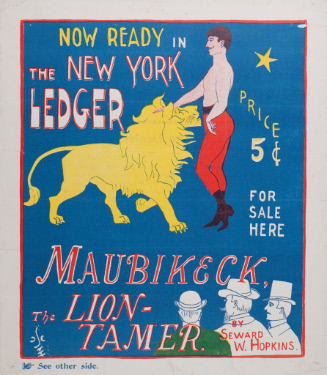 NOW READY IN
THE NEW YORK
LEDGER
PRICE
5¢
FOR
SALE
HERE
MAUBIKECK,
The LION-
TAMER.
BY
SEWARD
W. HOPKINS.
See other side.